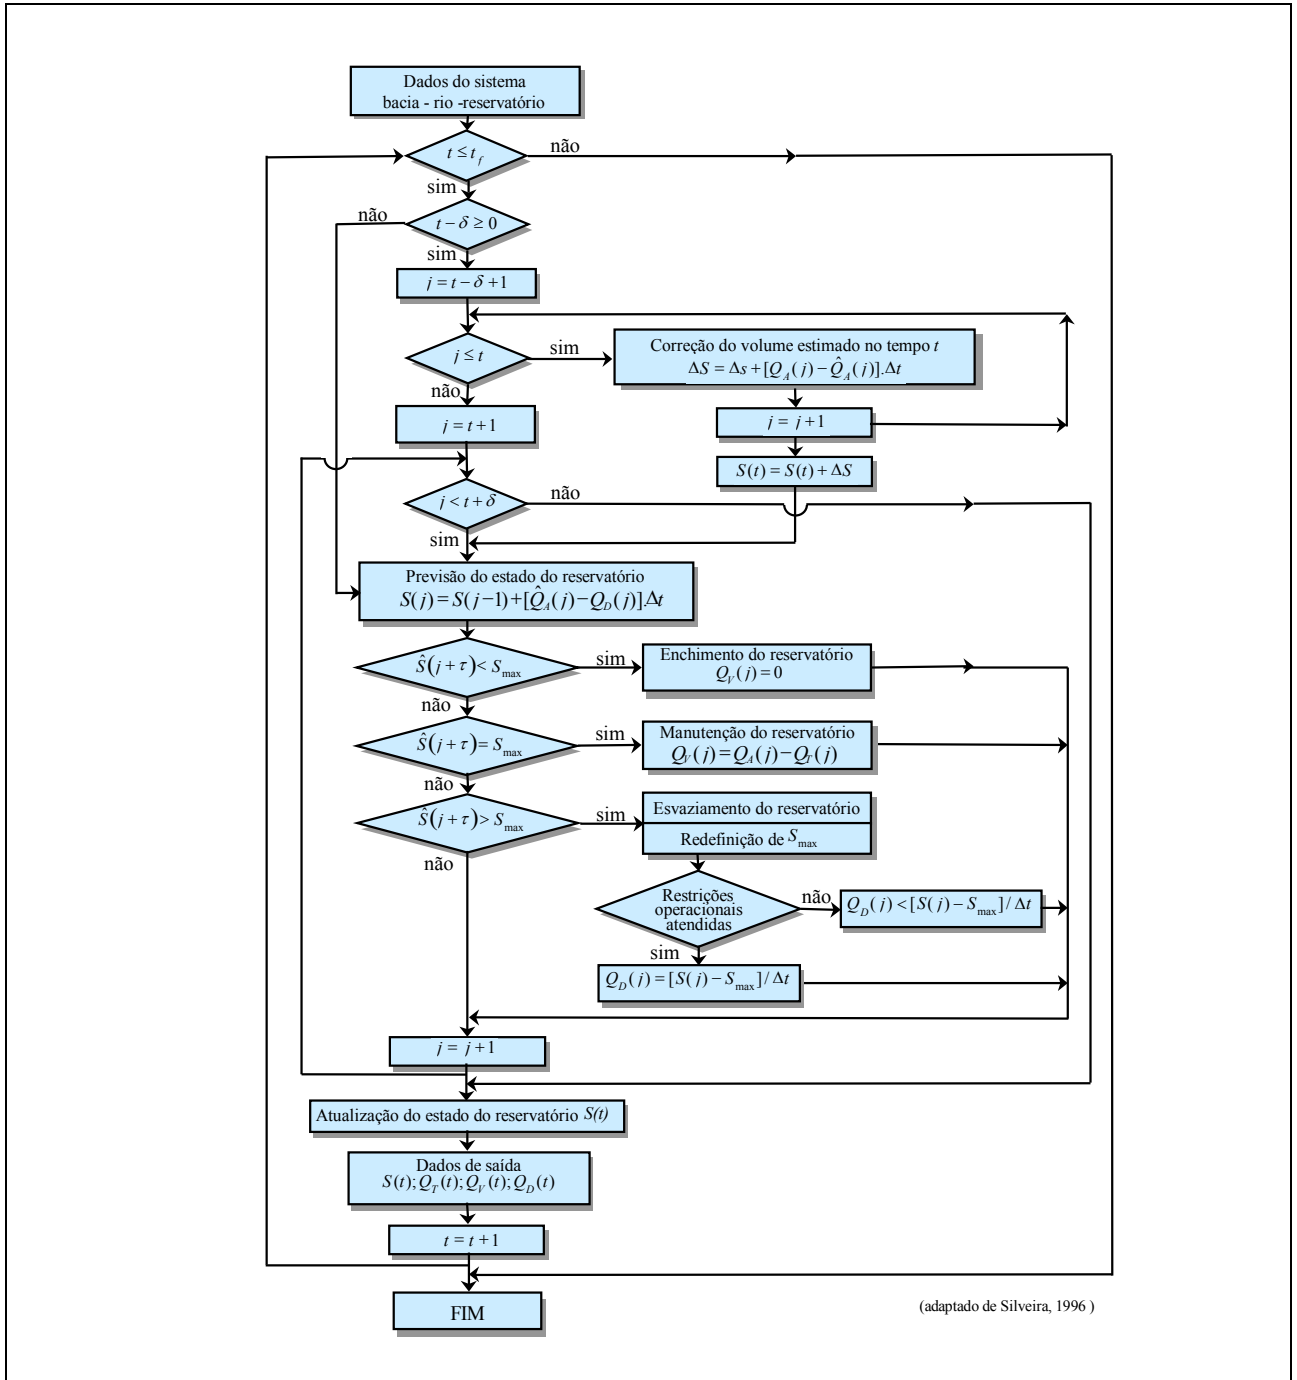 Dados do sistema
bacia - rio -reservatório
t ≤ t_f
não
sim
t − δ ≥ 0
não
sim
j = t − δ +1
j ≤ t
sim
Correção do volume estimado no tempo t
ΔS = Δs + [Q_A(j) − Q̂_A(j)].Δt
não
j = t +1
j = j +1
S(t) = S(t) + ΔS
j < t + δ
não
sim
Previsão do estado do reservatório
S(j) = S(j−1) + [Q̂_A(j) − Q_D(j)].Δt
Ŝ(j + τ) < S_max
sim
Enchimento do reservatório
Q_V(j) = 0
não
Ŝ(j + τ) = S_max
sim
Manutenção do reservatório
Q_V(j) = Q_A(j) − Q_T(j)
não
Ŝ(j + τ) > S_max
sim
Esvaziamento do reservatório
Redefinição de S_max
não
Restrições
operacionais
atendidas
não
Q_D(j) < [S(j) − S_max] / Δt
sim
Q_D(j) = [S(j) − S_max] / Δt
j = j +1
Atualização do estado do reservatório S(t)
Dados de saída
S(t); Q_T(t); Q_V(t); Q_D(t)
t = t +1
FIM
(adaptado de Silveira, 1996 )